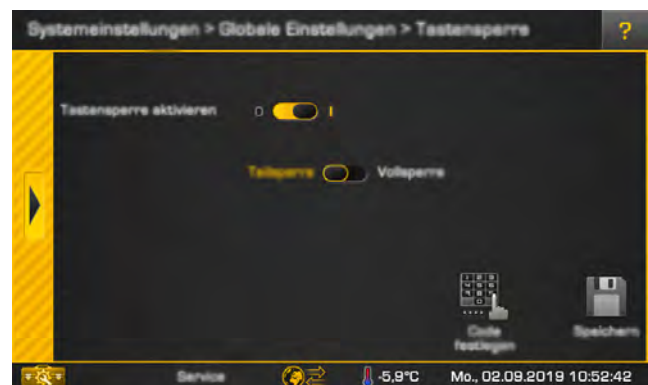 Systemeinstellungen > Globale Einstellungen > Tastensperre
?
Tastensperre aktivieren 0 I
Teilsperre Vollsperre
Code
festlegen
Speichern
Service -5,9°C Mo., 02.09.2019 10:52:42